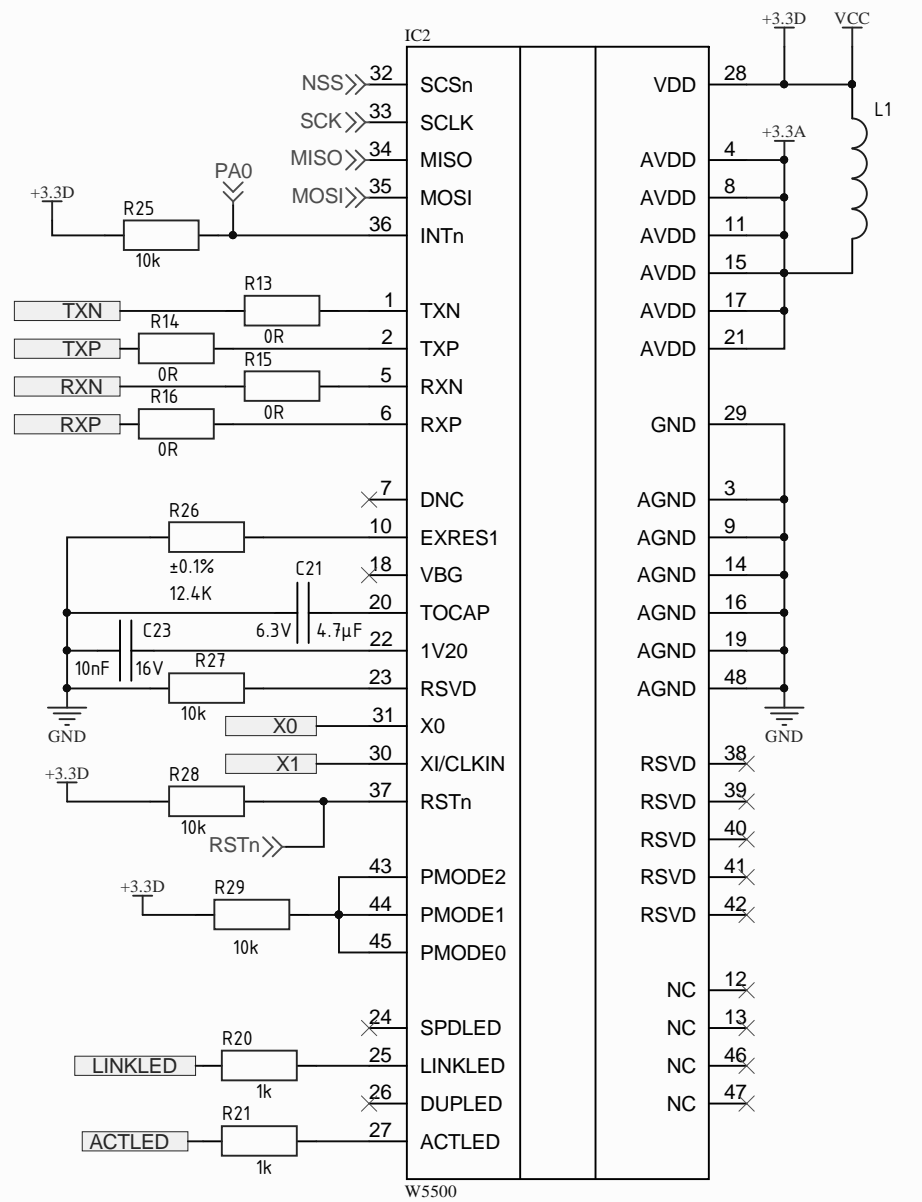 +3.3D VCC
IC2
NSS 32 SCSn VDD 28
L1
SCK 33 SCLK
+3.3A
MISO 34 MISO AVDD 4
PA0
MOSI 35 MOSI AVDD 8
+3.3D
R25
36 INTn AVDD 11
10k
AVDD 15
R13
TXN 1 TXN AVDD 17
R14 0R
TXP 2 TXP AVDD 21
0R R15
RXN 5 RXN
R16 0R
RXP 6 RXP GND 29
0R
7 DNC AGND 3
R26
10 EXRES1 AGND 9
±0.1%
12.4K
C21
18 VBG AGND 14
20 TOCAP AGND 16
6.3V 4.7µF
C23
22 1V20 AGND 19
10nF 16V
R27
23 RSVD AGND 48
10k
GND GND
X0 31 X0
X1 30 XI/CLKIN RSVD 38
+3.3D
R28
37 RSTn RSVD 39
10k
RSTn
RSVD 40
43 PMODE2 RSVD 41
+3.3D
R29
44 PMODE1 RSVD 42
10k
45 PMODE0
NC 12
24 SPDLED NC 13
R20
LINKLED 25 LINKLED NC 46
1k
26 DUPLED NC 47
R21
ACTLED 27 ACTLED
1k
W5500